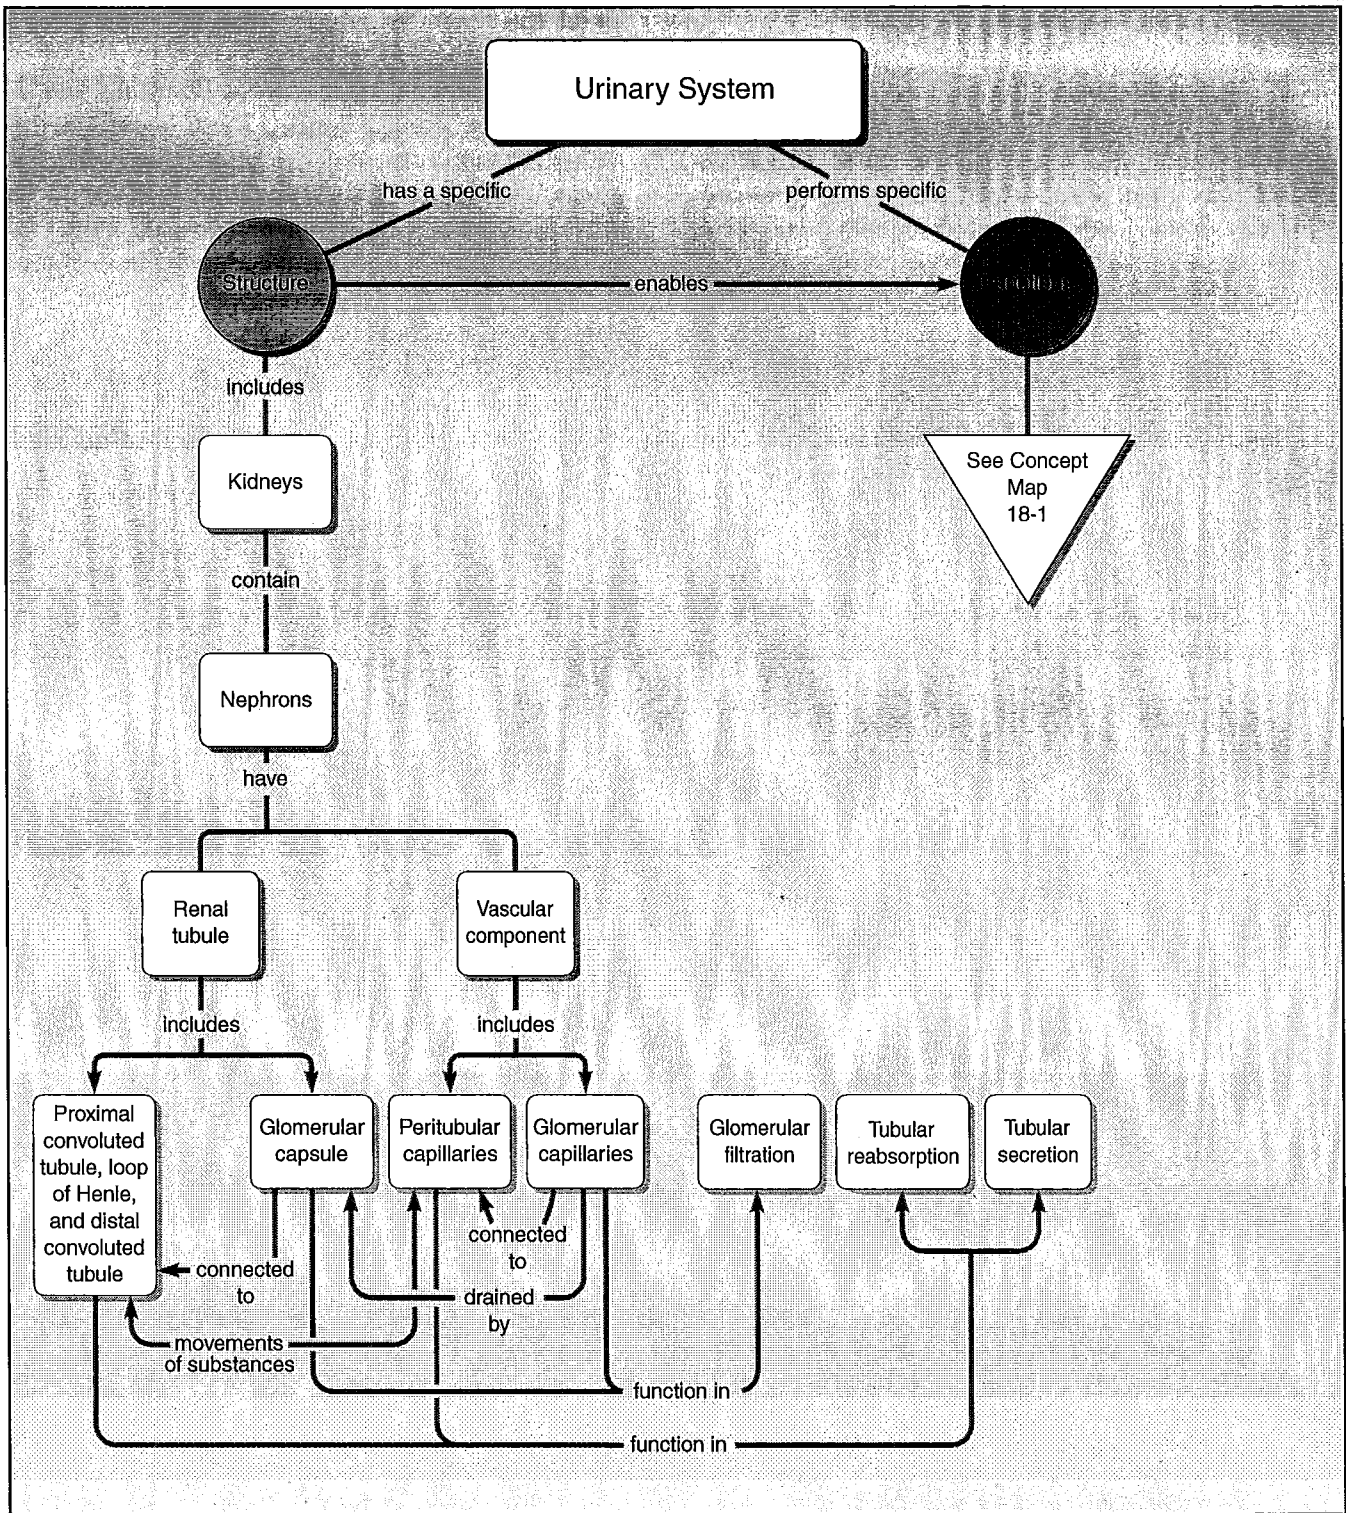 Urinary System
has a specific
performs specific
Structure
enables
includes
Kidneys
See Concept
Map
18-1
contain
Nephrons
have
Renal
tubule
Vascular
component
includes
includes
Proximal
convoluted
tubule, loop
of Henle,
and distal
convoluted
tubule
Glomerular
capsule
Peritubular
capillaries
Glomerular
capillaries
Glomerular
filtration
Tubular
reabsorption
Tubular
secretion
connected
to
connected
to
drained
by
movements
of substances
function in
function in